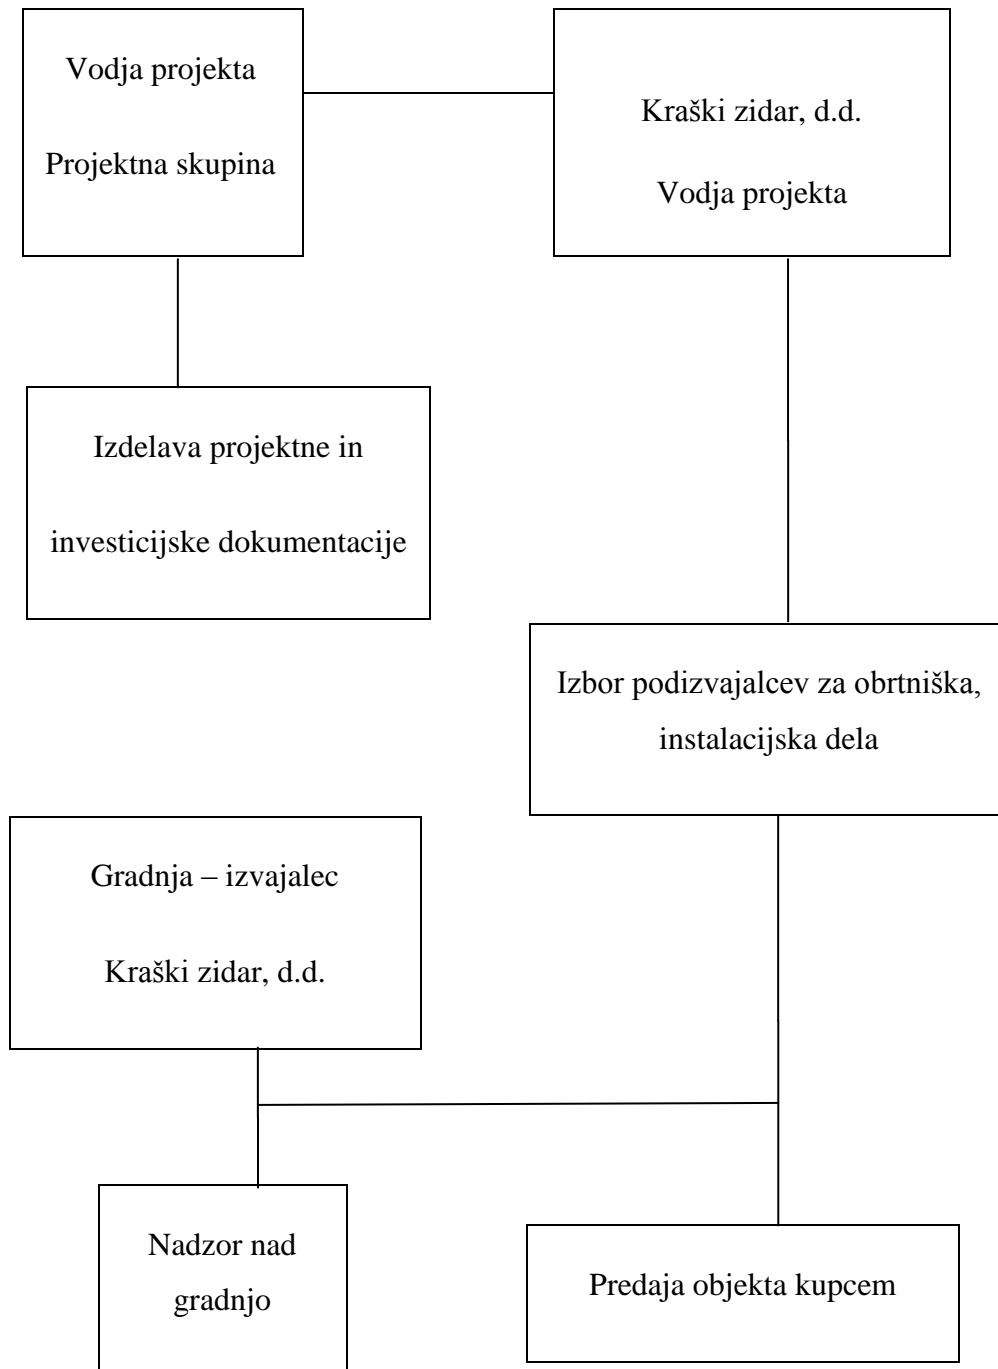 Vodja projekta
Projektna skupina
Kraški zidar, d.d.
Vodja projekta
Izdelava projektne in
investicijske dokumentacije
Izbor podizvajalcev za obrtniška,
instalacijska dela
Gradnja – izvajalec
Kraški zidar, d.d.
Nadzor nad
gradnjo
Predaja objekta kupcem